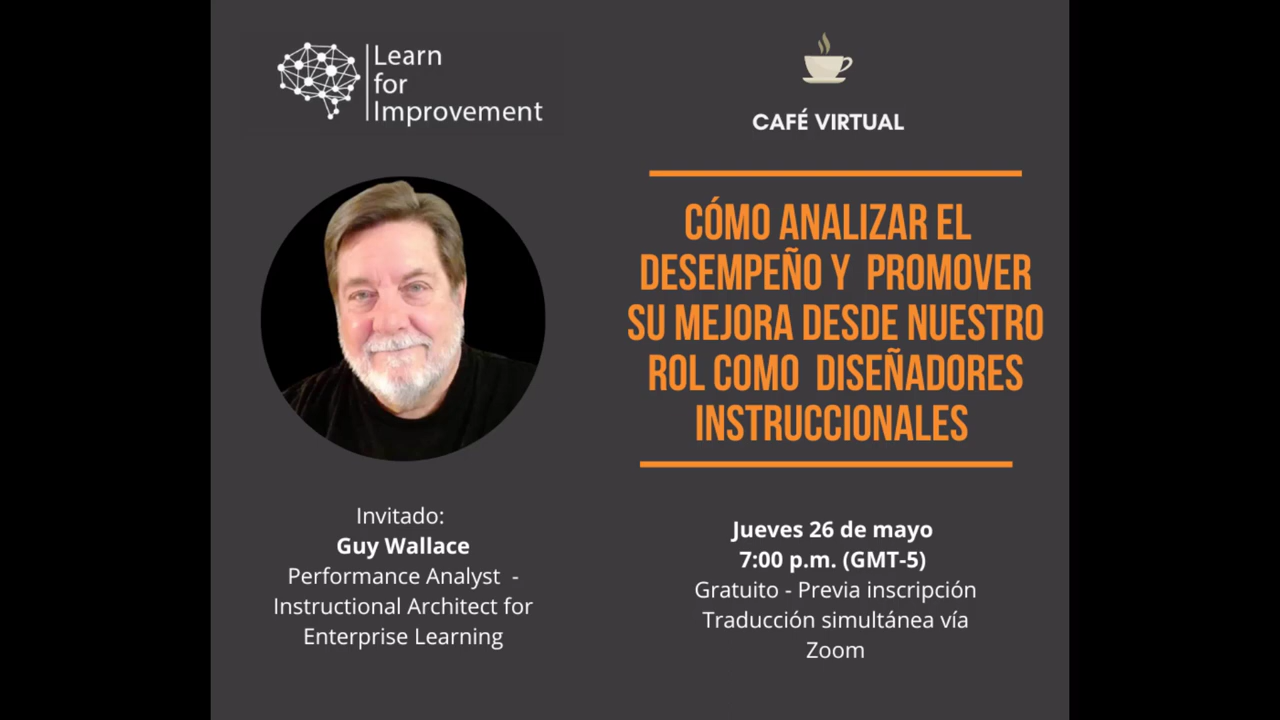 Learn
for
Improvement
CAFÉ VIRTUAL
CÓMO ANALIZAR EL
DESEMPEÑO Y PROMOVER
SU MEJORA DESDE NUESTRO
ROL COMO DISEÑADORES
INSTRUCCIONALES
Invitado:
Guy Wallace
Performance Analyst -
Instructional Architect for
Enterprise Learning
Jueves 26 de mayo
7:00 p.m. (GMT-5)
Gratuito - Previa inscripción
Traducción simultánea vía
Zoom